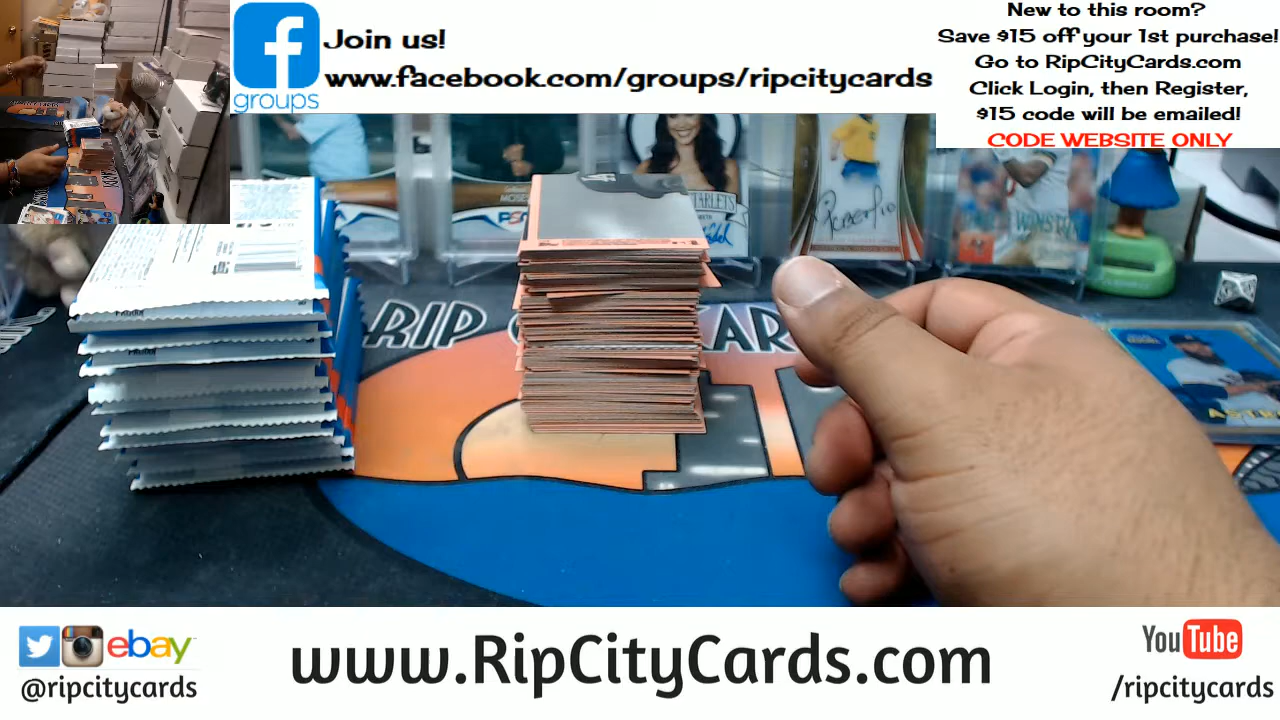 groups
Join us!
www.facebook.com/groups/ripcitycards
New to this room?
Save $15 off your 1st purchase!
Go to RipCityCards.com
Click Login, then Register,
$15 code will be emailed!
CODE WEBSITE ONLY
WINSTON
RIP
ASTR
ebay
@ripcitycards
www.RipCityCards.com
YouTube
/ripcitycards